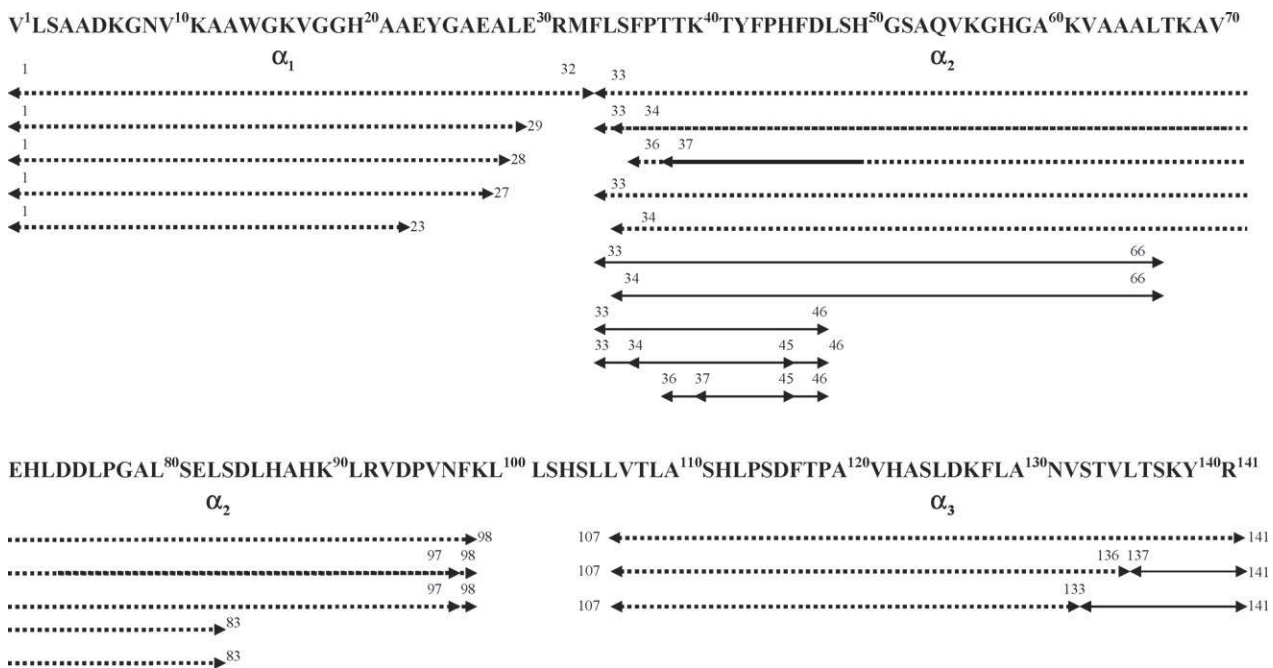 V¹LSAADKGNV¹⁰KAAWGKVGGH²⁰AAEYGAEALE³⁰RMFLSFPTTK⁴⁰TYFPHFDLSH⁵⁰GSAQVKGHGA⁶⁰KVAAALTKAV⁷⁰
α₁ α₂
1 32 33
1 29 33 34
1 28 36 37
1 27 33
1 23 34
33 66
34 66
33 46
33 34 45 46
36 37 45 46
EHLDDLPGAL⁸⁰SELSDLHAHK⁹⁰LRVDPVNFKL¹⁰⁰ LSHSLLVTLA¹¹⁰SHLPSDFTPA¹²⁰VHASLDKFLA¹³⁰NVSTVLTSKY¹⁴⁰R¹⁴¹
α₂ α₃
98 107 141
97 98 107 136 137 141
97 98 107 133 141
83
83